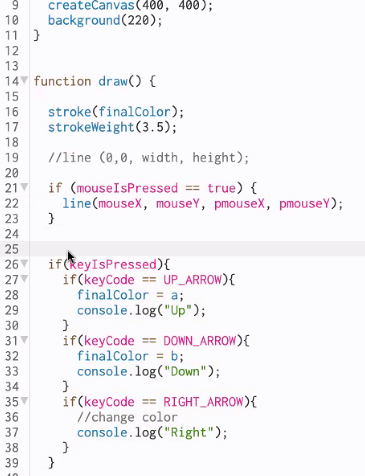 9 createCanvas(400, 400);
10 background(220);
11 }
12
13
14 function draw() {
15
16 stroke(finalColor);
17 strokeWeight(3.5);
18
19 //line (0,0, width, height);
20
21 if (mouseIsPressed == true) {
22 line(mouseX, mouseY, pmouseX, pmouseY);
23 }
24
25
26 if(keyIsPressed){
27 if(keyCode == UP_ARROW){
28 finalColor = a;
29 console.log("Up");
30 }
31 if(keyCode == DOWN_ARROW){
32 finalColor = b;
33 console.log("Down");
34 }
35 if(keyCode == RIGHT_ARROW){
36 //change color
37 console.log("Right");
38 }
39 }